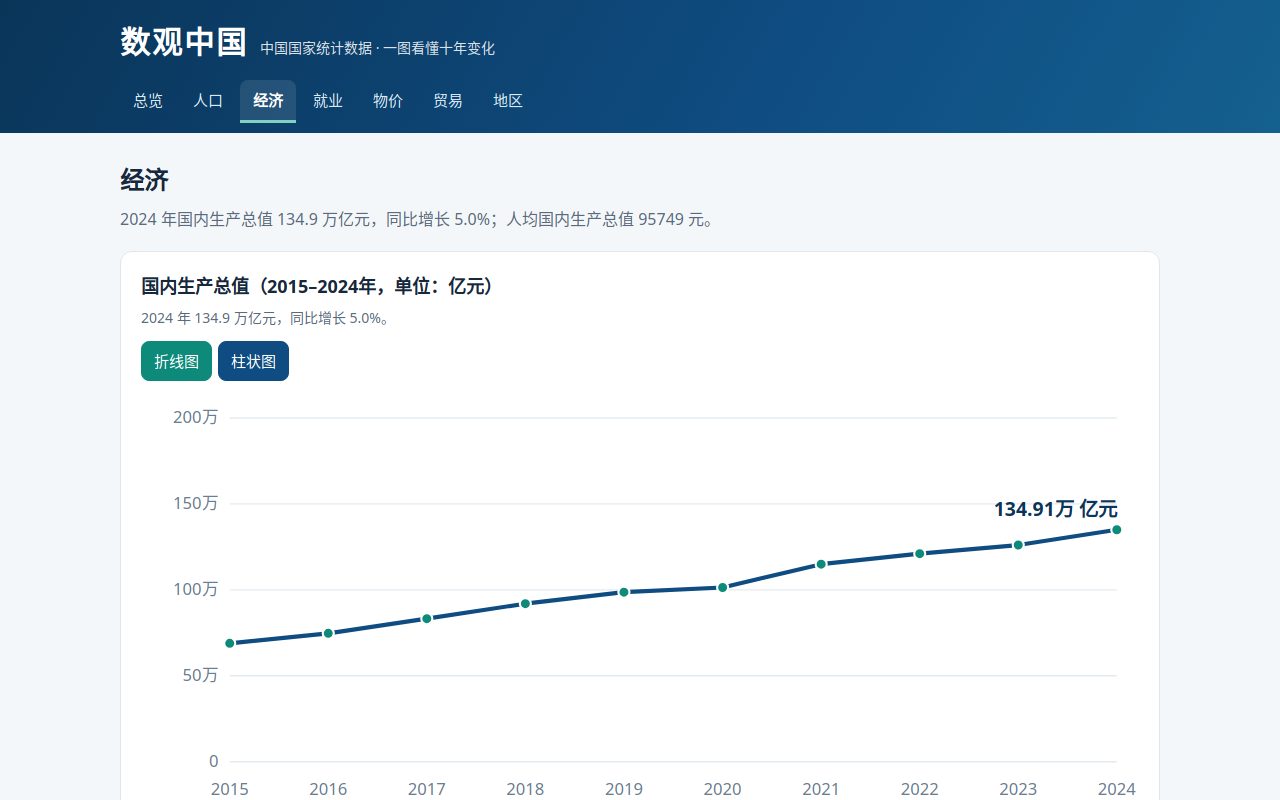 数观中国 中国国家统计数据 · 一图看懂十年变化
总览 人口 经济 就业 物价 贸易 地区
经济
2024 年国内生产总值 134.9 万亿元，同比增长 5.0%；人均国内生产总值 95749 元。
国内生产总值（2015–2024年，单位：亿元）
2024 年 134.9 万亿元，同比增长 5.0%。
折线图 柱状图
200万
150万
134.91万 亿元
100万
50万
0
2015 2016 2017 2018 2019 2020 2021 2022 2023 2024